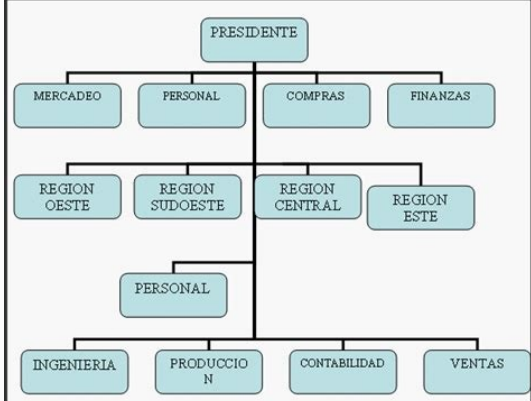 PRESIDENTE
MERCADEO
PERSONAL
COMPRAS
FINANZAS
REGION
OESTE
REGION
SUDOESTE
REGION
CENTRAL
REGION
ESTE
PERSONAL
INGENIERIA
PRODUCCIO
N
CONTABILIDAD
VENTAS